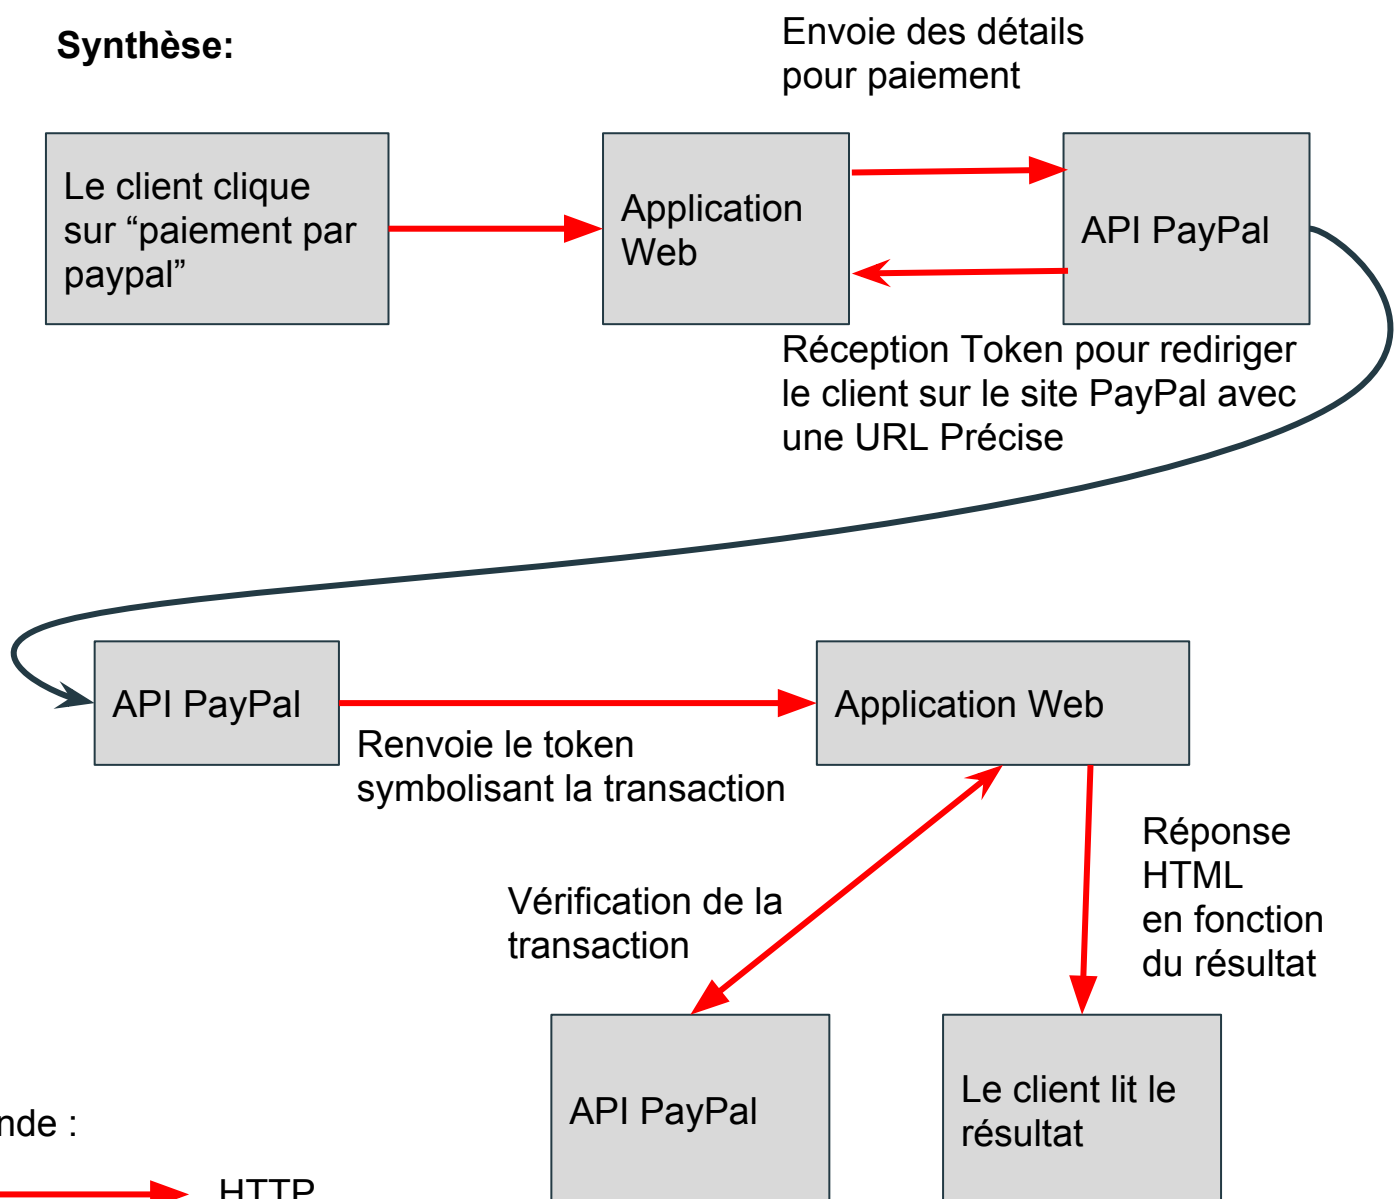 Synthèse:
Envoie des détails
pour paiement
Le client clique
sur “paiement par
paypal”
Application
Web
API PayPal
Réception Token pour rediriger
le client sur le site PayPal avec
une URL Précise
API PayPal
Application Web
Renvoie le token
symbolisant la transaction
Vérification de la
transaction
Réponse
HTML
en fonction
du résultat
API PayPal
Le client lit le
résultat
nde :
HTTP